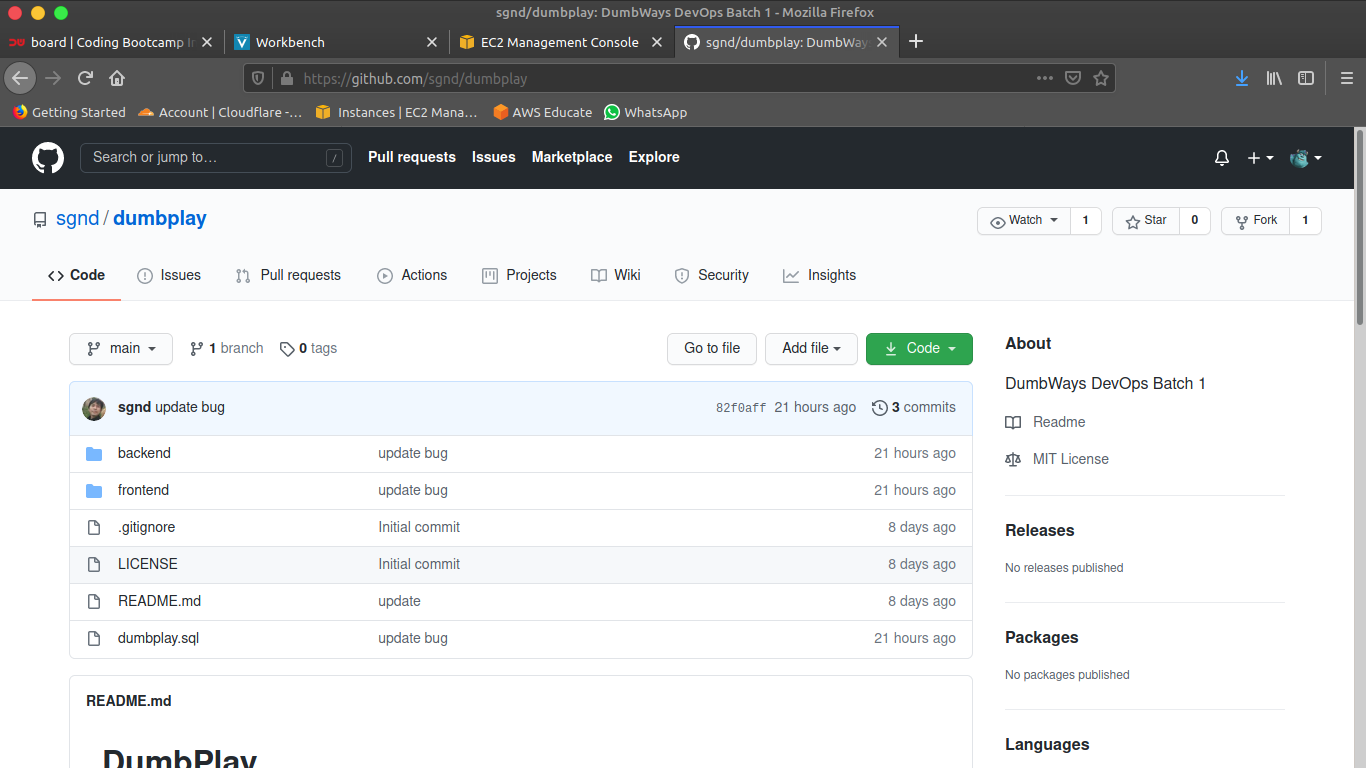 sgnd/dumbplay: DumbWays DevOps Batch 1 - Mozilla Firefox
board | Coding Bootcamp I
Workbench
EC2 Management Console
sgnd/dumbplay: DumbWay
https://github.com/sgnd/dumbplay
Getting Started
Account | Cloudflare -…
Instances | EC2 Mana…
AWS Educate
WhatsApp
Search or jump to…
/
Pull requests
Issues
Marketplace
Explore
sgnd / dumbplay
Watch
1
Star
0
Fork
1
Code
Issues
Pull requests
Actions
Projects
Wiki
Security
Insights
main
1 branch
0 tags
Go to file
Add file
Code
sgnd update bug
82f0aff 21 hours ago
3 commits
backend
update bug
21 hours ago
frontend
update bug
21 hours ago
.gitignore
Initial commit
8 days ago
LICENSE
Initial commit
8 days ago
README.md
update
8 days ago
dumbplay.sql
update bug
21 hours ago
README.md
DumbPlay
About
DumbWays DevOps Batch 1
Readme
MIT License
Releases
No releases published
Packages
No packages published
Languages